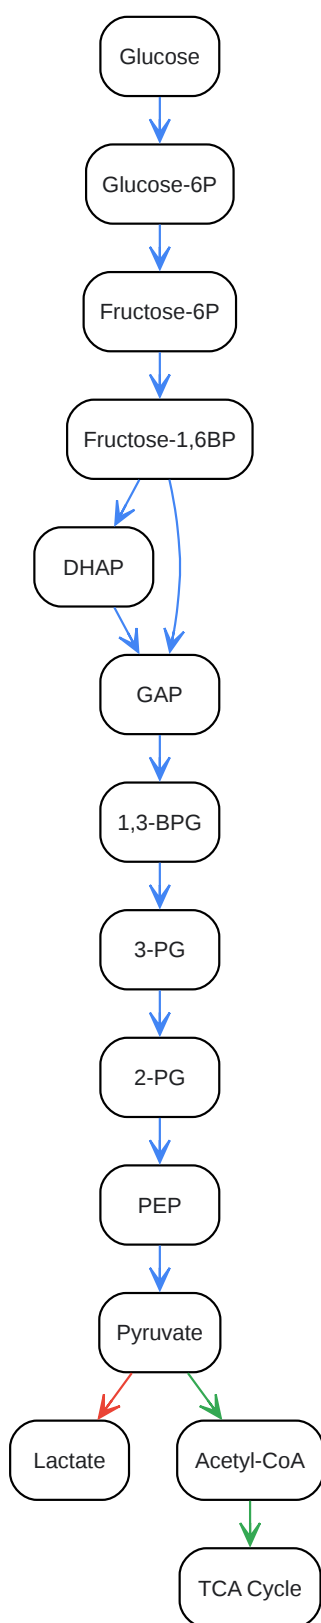 Glucose
Glucose-6P
Fructose-6P
Fructose-1,6BP
DHAP
GAP
1,3-BPG
3-PG
2-PG
PEP
Pyruvate
Lactate
Acetyl-CoA
TCA Cycle